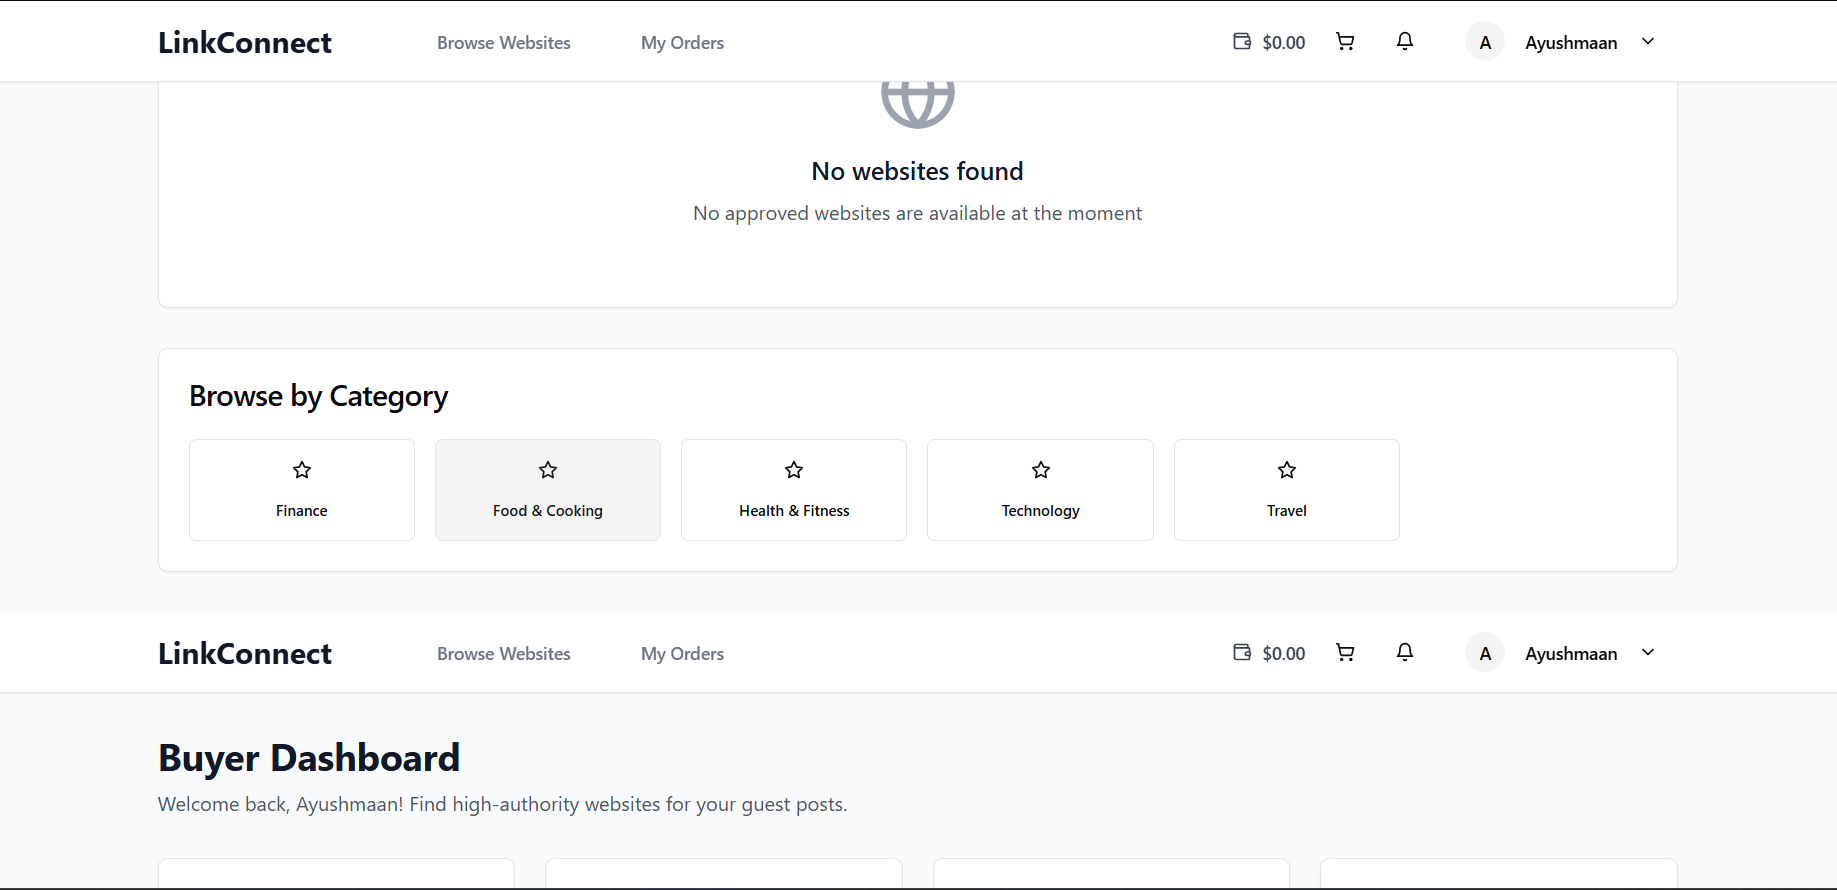 LinkConnect Browse Websites My Orders $0.00 A Ayushmaan
No websites found
No approved websites are available at the moment
Browse by Category
Finance Food & Cooking Health & Fitness Technology Travel
LinkConnect Browse Websites My Orders $0.00 A Ayushmaan
Buyer Dashboard
Welcome back, Ayushmaan! Find high-authority websites for your guest posts.